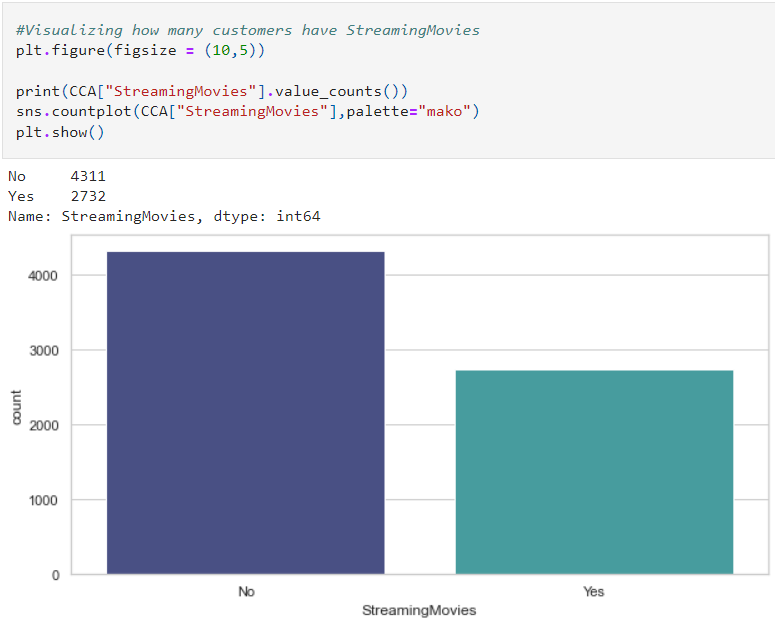 #Visualizing how many customers have StreamingMovies
plt.figure(figsize = (10,5))
print(CCA["StreamingMovies"].value_counts())
sns.countplot(CCA["StreamingMovies"],palette="mako")
plt.show()
No     4311
Yes    2732
Name: StreamingMovies, dtype: int64
4000
3000
2000
1000
0
count
No
Yes
StreamingMovies